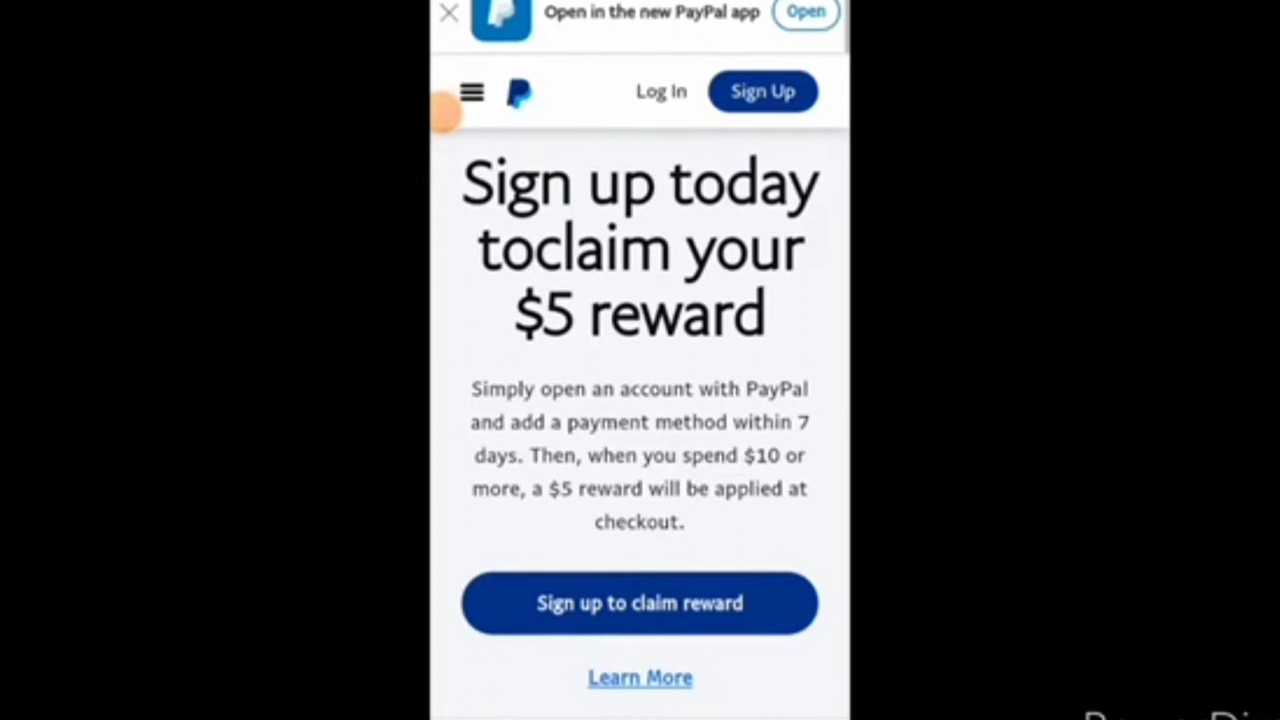 Open in the new PayPal app Open
Log In Sign Up
Sign up today
toclaim your
$5 reward
Simply open an account with PayPal
and add a payment method within 7
days. Then, when you spend $10 or
more, a $5 reward will be applied at
checkout.
Sign up to claim reward
Learn More